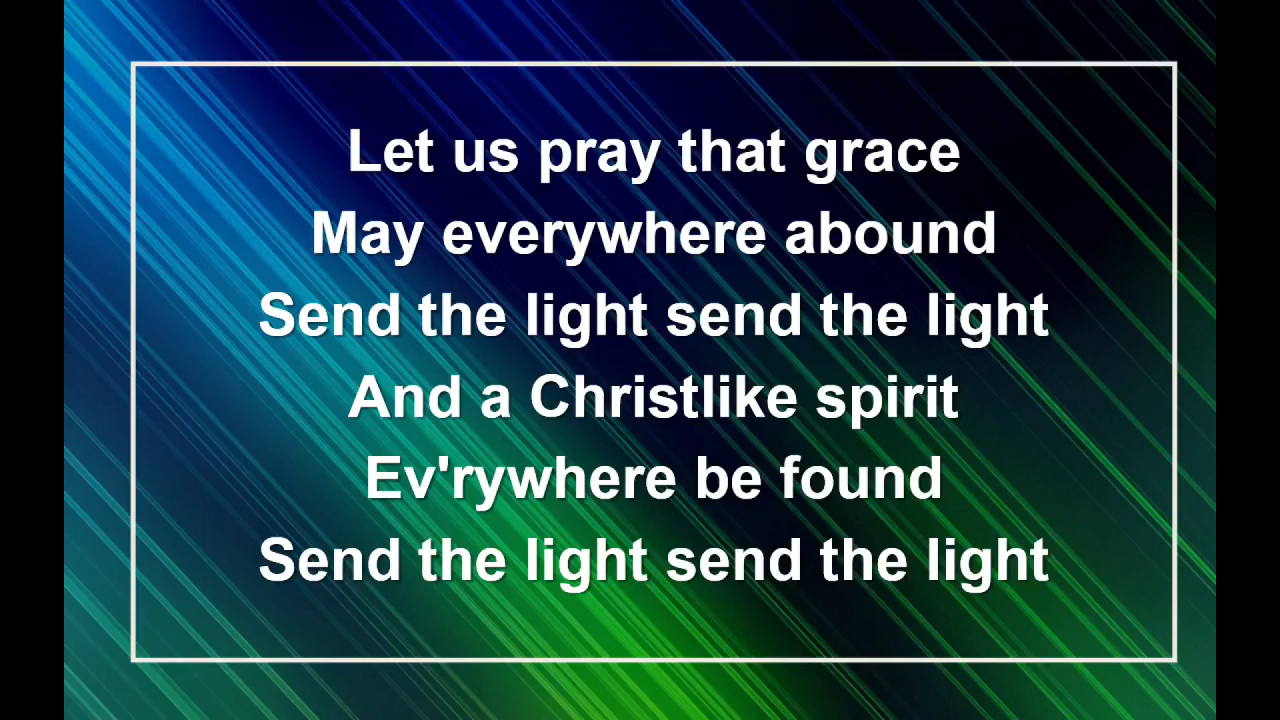 Let us pray that grace
May everywhere abound
Send the light send the light
And a Christlike spirit
Ev'rywhere be found
Send the light send the light